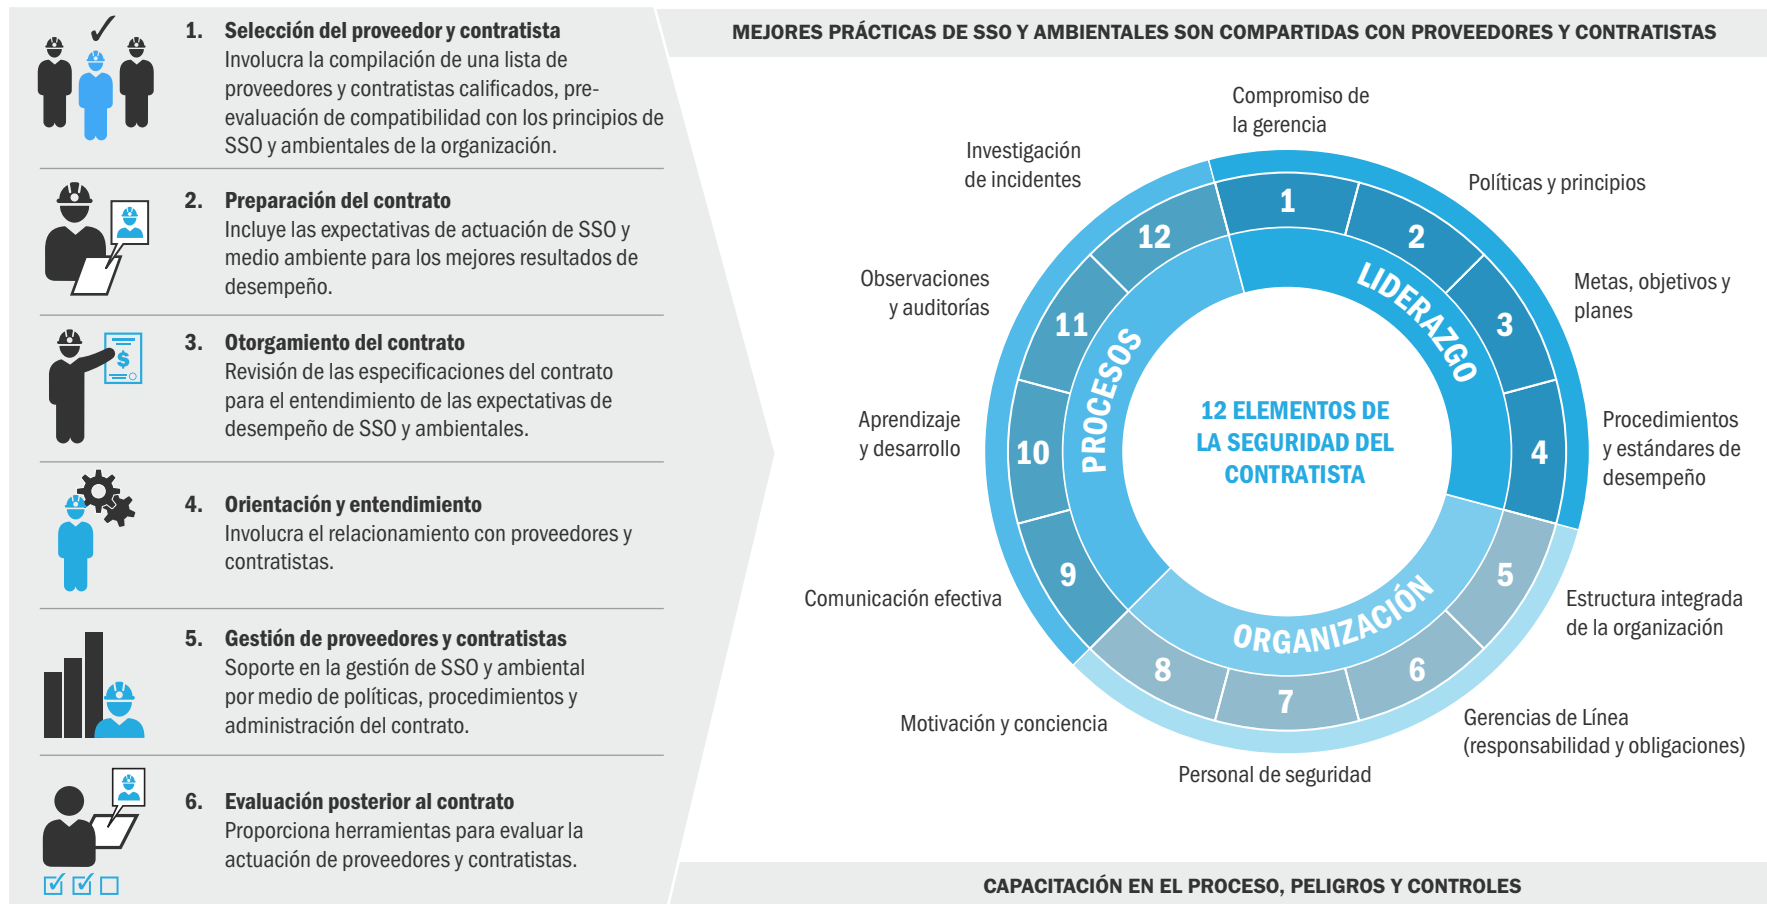 1. Selección del proveedor y contratista
Involucra la compilación de una lista de
proveedores y contratistas calificados, pre-
evaluación de compatibilidad con los principios de
SSO y ambientales de la organización.
2. Preparación del contrato
Incluye las expectativas de actuación de SSO y
medio ambiente para los mejores resultados de
desempeño.
$
3. Otorgamiento del contrato
Revisión de las especificaciones del contrato
para el entendimiento de las expectativas de
desempeño de SSO y ambientales.
4. Orientación y entendimiento
Involucra el relacionamiento con proveedores y
contratistas.
5. Gestión de proveedores y contratistas
Soporte en la gestión de SSO y ambiental
por medio de políticas, procedimientos y
administración del contrato.
6. Evaluación posterior al contrato
Proporciona herramientas para evaluar la
actuación de proveedores y contratistas.
MEJORES PRÁCTICAS DE SSO Y AMBIENTALES SON COMPARTIDAS CON PROVEEDORES Y CONTRATISTAS
12 ELEMENTOS DE
LA SEGURIDAD DEL
CONTRATISTA
LIDERAZGO
1
Compromiso de
la gerencia
2
Políticas y principios
3
Metas, objetivos y
planes
4
Procedimientos
y estándares de
desempeño
ORGANIZACIÓN
5
Estructura integrada
de la organización
6
Gerencias de Línea
(responsabilidad y obligaciones)
7
Personal de seguridad
8
Motivación y conciencia
PROCESOS
9
Comunicación efectiva
10
Aprendizaje
y desarrollo
11
Observaciones
y auditorías
12
Investigación
de incidentes
CAPACITACIÓN EN EL PROCESO, PELIGROS Y CONTROLES